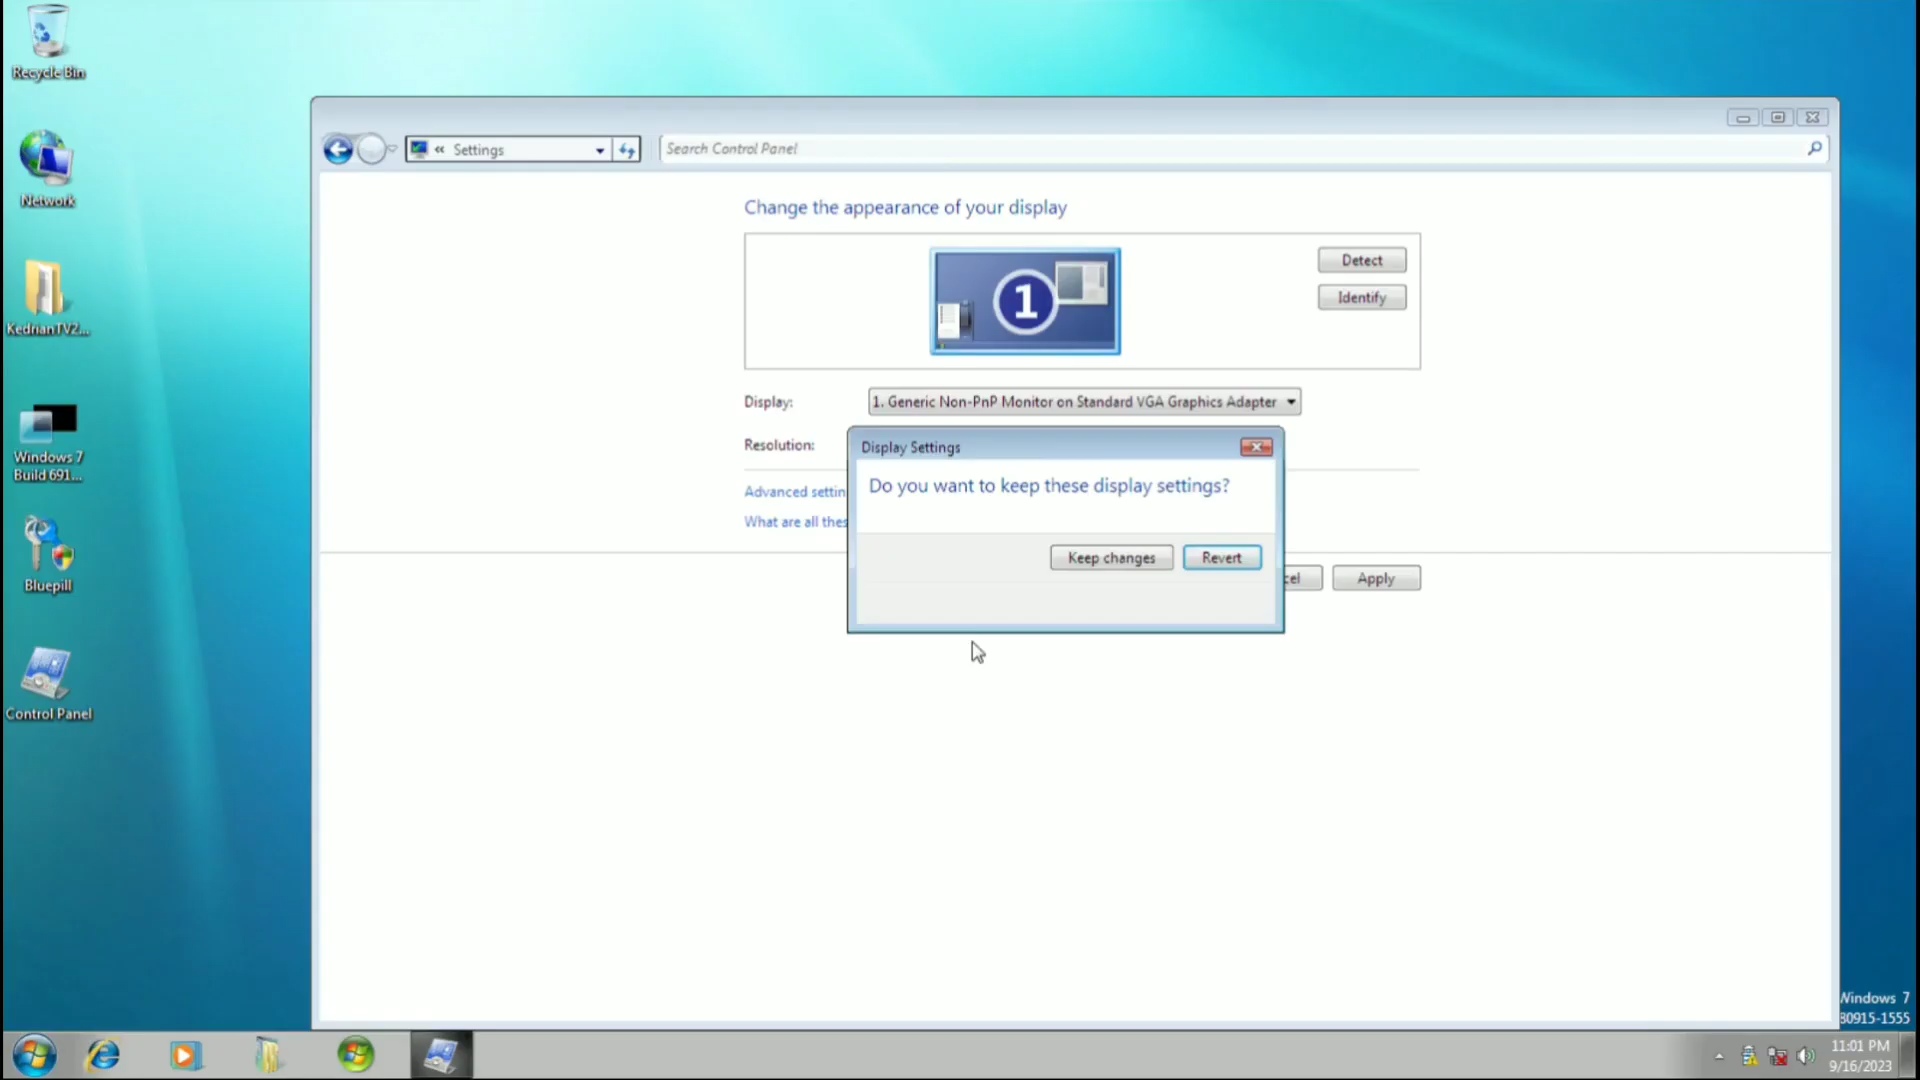 Recycle Bin
Network
KedrianTV2...
Windows 7
Build 691...
Bluepill
Control Panel
« Settings
Search Control Panel
Change the appearance of your display
1
Detect
Identify
Display:
1. Generic Non-PnP Monitor on Standard VGA Graphics Adapter
Resolution:
Advanced settin
What are all thes
Display Settings
Do you want to keep these display settings?
Keep changes
Revert
cel
Apply
Windows 7
80915-1555
11:01 PM
9/16/2023